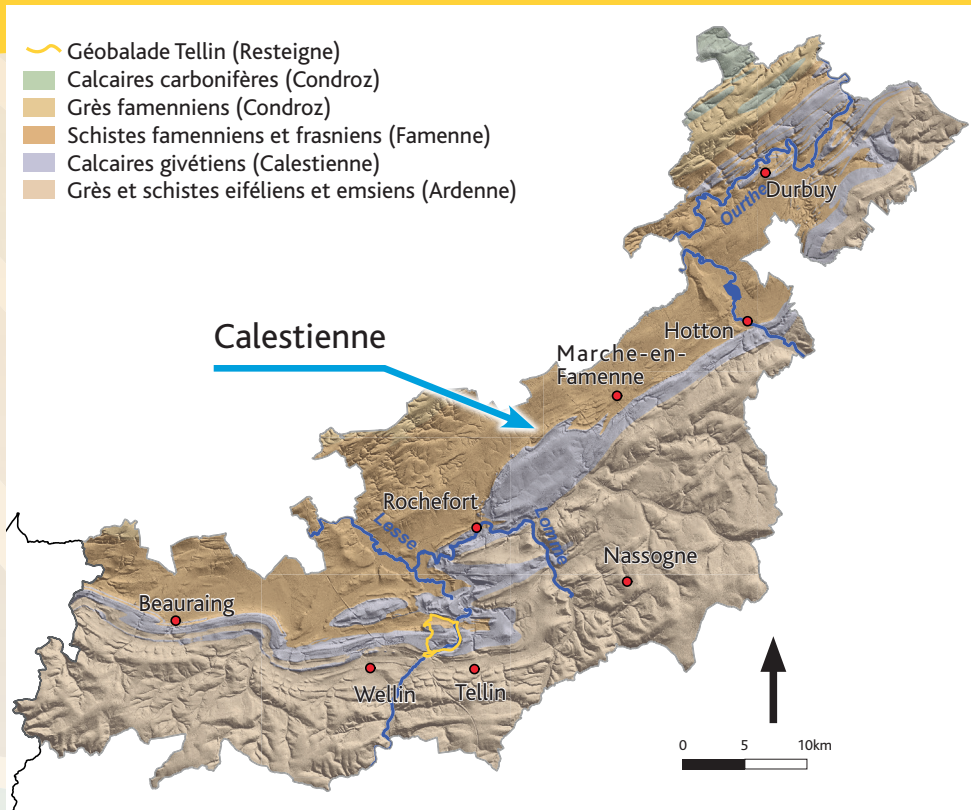 Géobalade Tellin (Resteigne)
Calcaires carbonifères (Condroz)
Grès famenniens (Condroz)
Schistes famenniens et frasniens (Famenne)
Calcaires givétiens (Calestienne)
Grès et schistes eiféliens et emsiens (Ardenne)
Durbuy
Ourthe
Hotton
Calestienne
Marche-en-
Famenne
Rochefort
Lesse
Lomme
Nassogne
Beauraing
Wellin
Tellin
0 5 10km